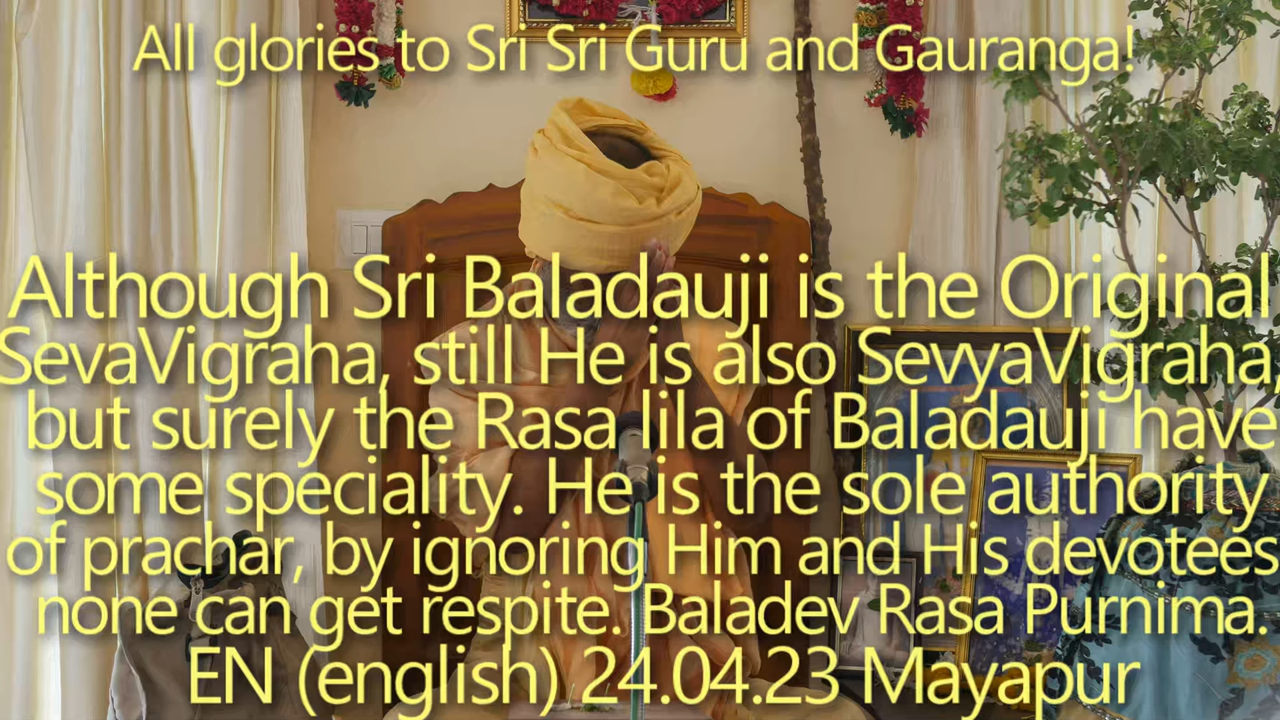 All glories to Sri Sri Guru and Gauranga!
Although Sri Baladauji is the Original
SevaVigraha, still He is also SevyaVigraha,
but surely the Rasa lila of Baladauji have
some speciality. He is the sole authority
of prachar, by ignoring Him and His devotees
none can get respite. Baladev Rasa Purnima.
EN (english) 24.04.23 Mayapur